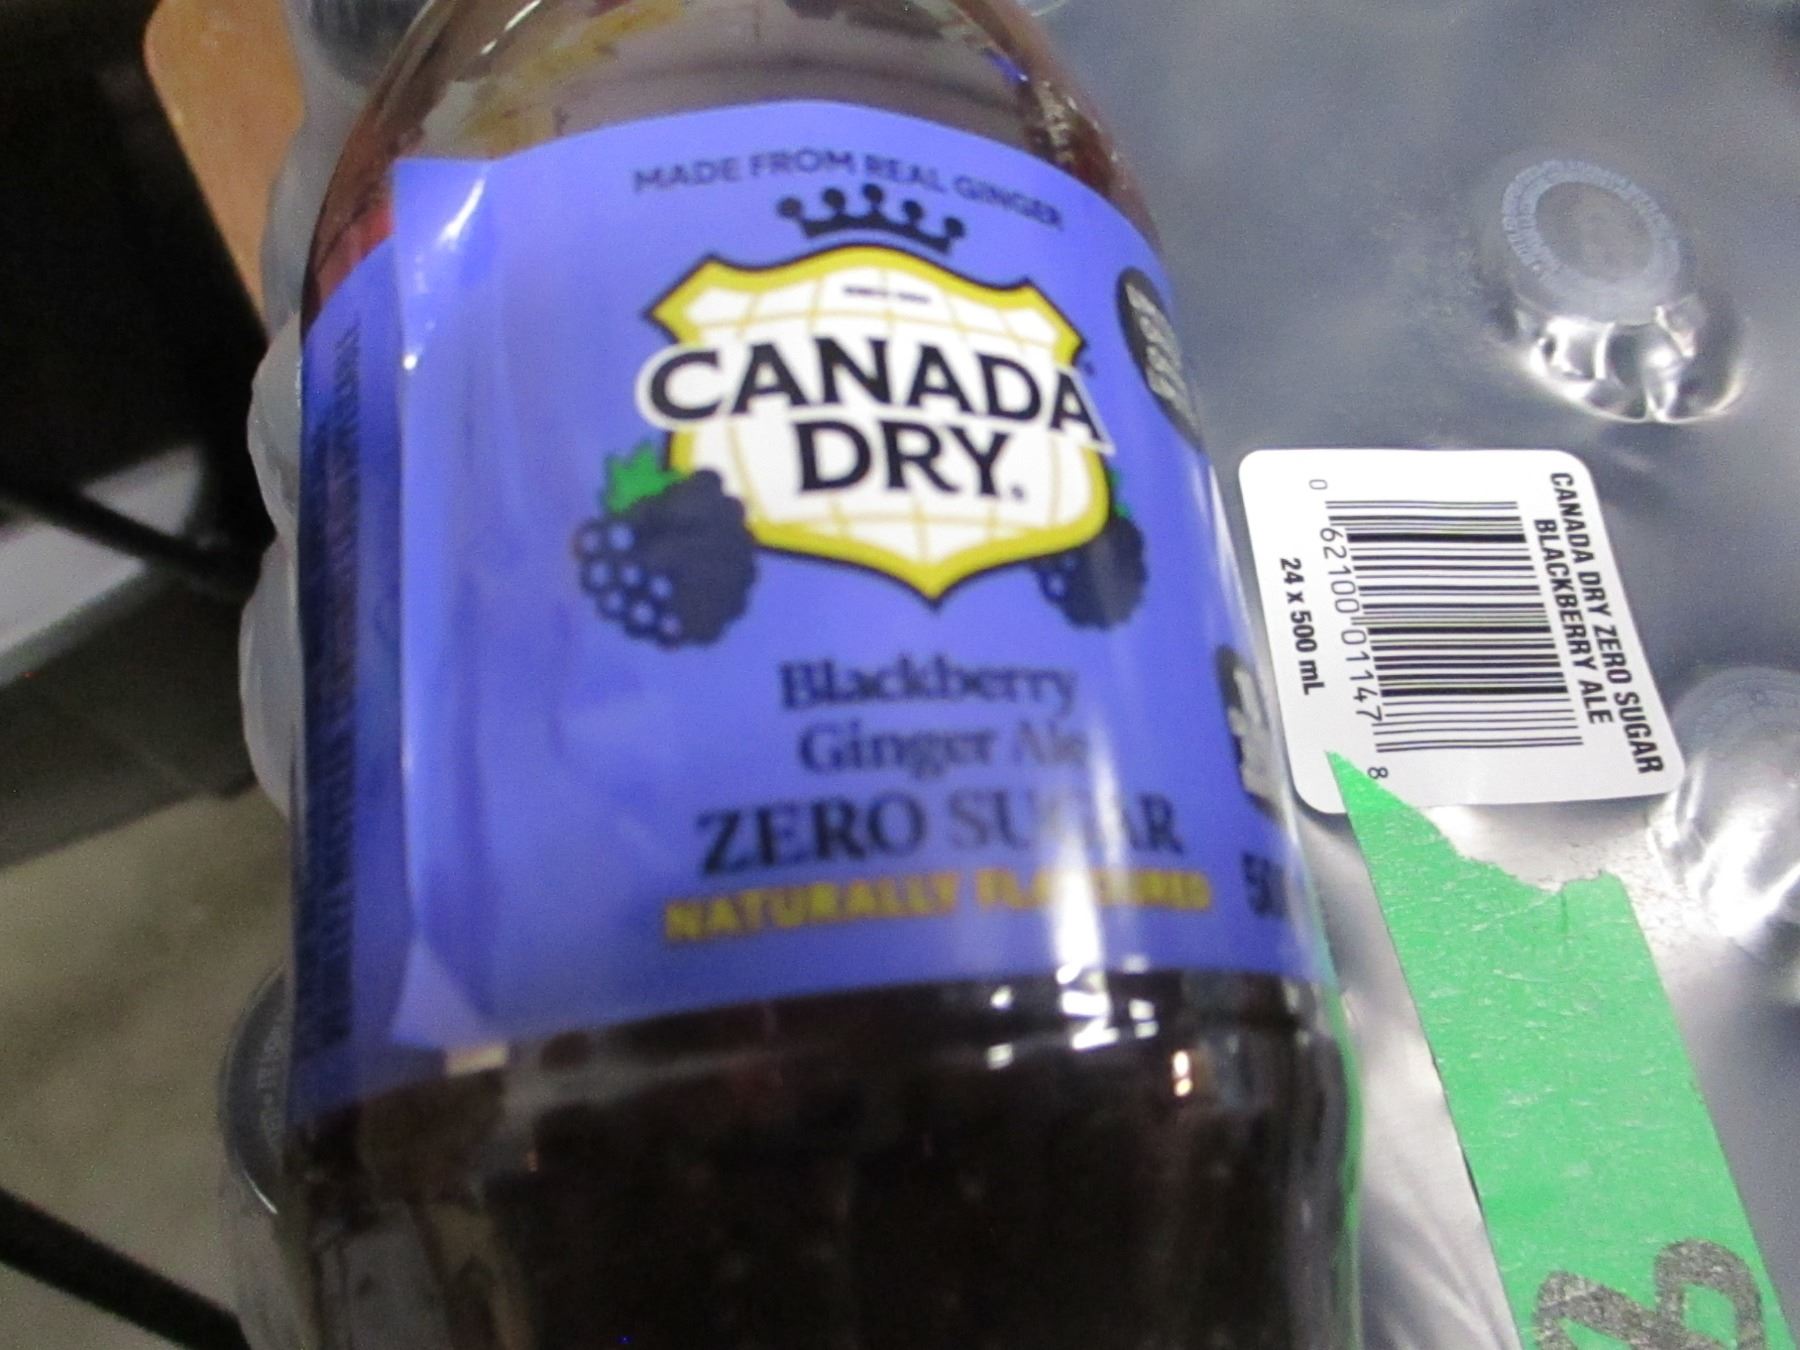 MADE FROM REAL GINGER
CANADA
DRY
Blackberry
Ginger Ale
ZERO SUGAR
NATURALLY FLAVOURED
CANADA DRY ZERO SUGAR
BLACKBERRY ALE
0 62100 01147 8
24 x 500 mL